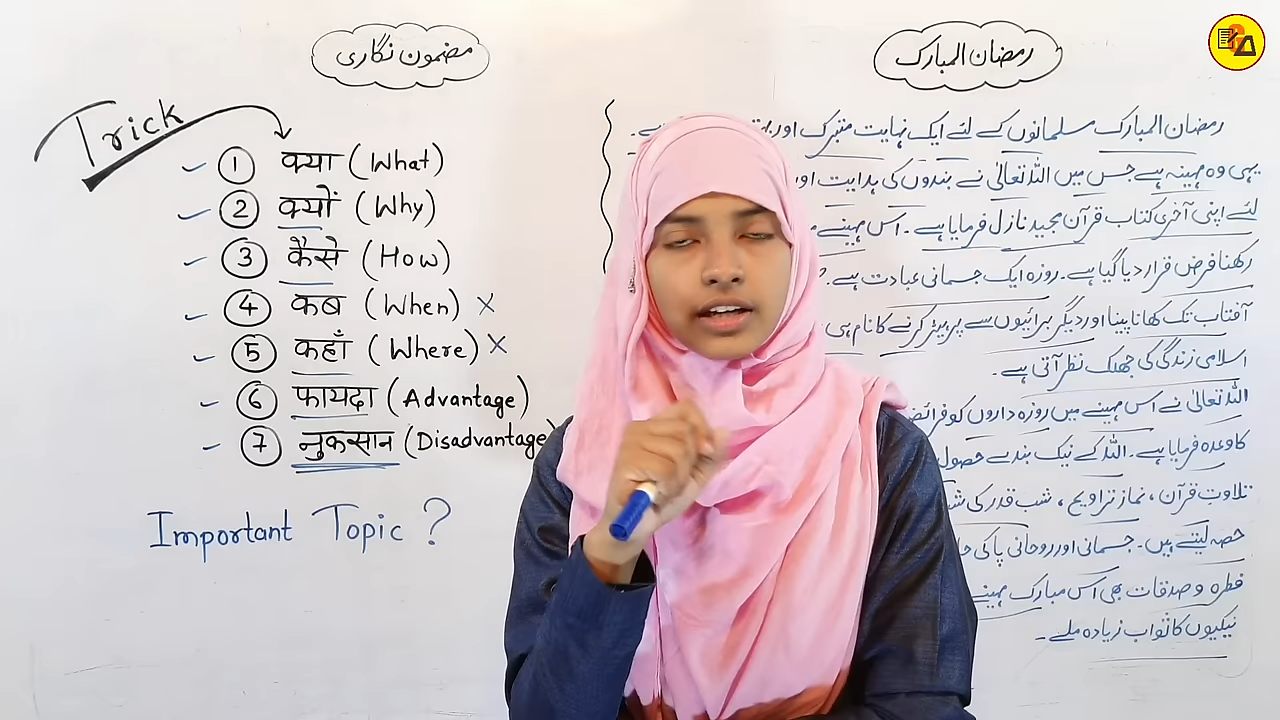 مضمون نگاری
Trick
① क्या (What)
② क्यों (Why)
③ कैसे (How)
④ कब (When) ×
⑤ कहाँ (Where) ×
⑥ फायदा (Advantage)
⑦ नुकसान (Disadvantage)
Important Topic ?
رمضان المبارک
رمضان المبارک مسلمانوں کے لئے ایک نہایت متبرک اور
یہی وہ مہینہ ہے جس میں اللہ تعالیٰ نے بندوں کی ہدایت اور
لئے اپنی آخری کتاب قرآن مجید نازل فرمایا ہے ۔ اس مہینے
رکھنا فرض قرار دیا گیا ہے۔ روزہ ایک جسمانی عبادت ہے۔
آفتاب تک کھانا پینا اور دیگر برائیوں سے پرہیز کرنے کا نام ہی
اسلامی زندگی کی جھلک نظر آتی ہے ۔
اللہ تعالیٰ نے اس مہینے میں روزہ داروں کو
کا وعدہ فرمایا ہے ۔ اللہ کے نیک بندے حصول
تلاوت قرآن ، نماز تراویح ، شب قدر کی
حصہ لیتے ہیں۔ جسمانی اور روحانی پاکی
فطرہ و صدقات بھی اس مبارک مہینے
نیکیوں کا ثواب زیادہ ملے ۔